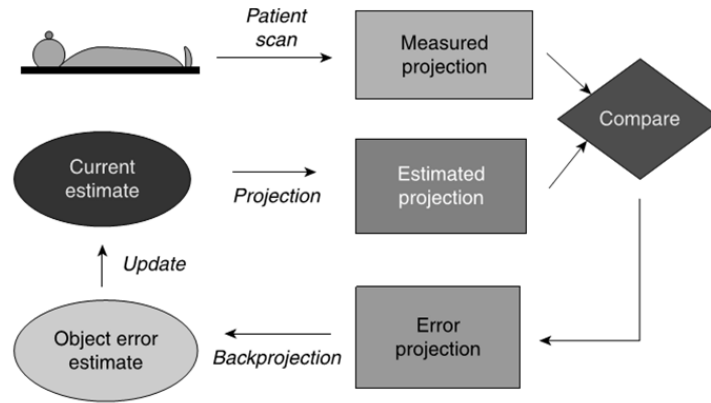 Patient
scan
Measured
projection
Compare
Current
estimate
Projection
Estimated
projection
Update
Object error
estimate
Backprojection
Error
projection